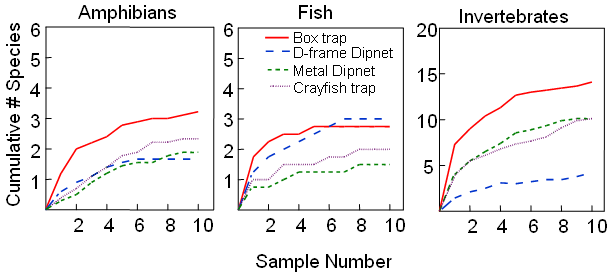 Amphibians
Fish
Invertebrates
Cumulative # Species
6
5
4
3
2
1
2 4 6 8 10
6
5
4
3
2
1
2 4 6 8 10
Box trap
D-frame Dipnet
Metal Dipnet
Crayfish trap
20
15
10
5
2 4 6 8 10
Sample Number